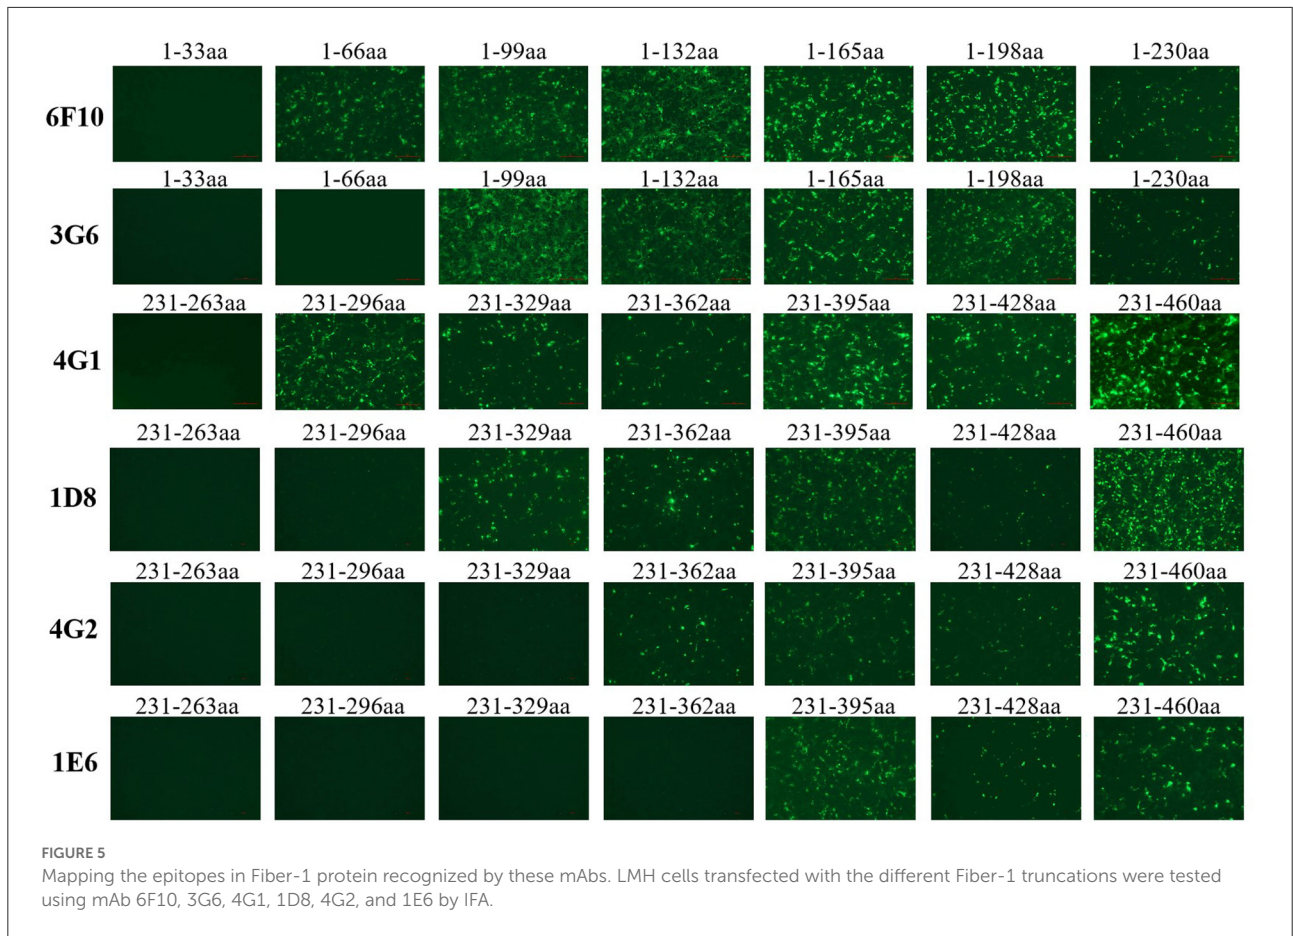 1-33aa 1-66aa 1-99aa 1-132aa 1-165aa 1-198aa 1-230aa
6F10
1-33aa 1-66aa 1-99aa 1-132aa 1-165aa 1-198aa 1-230aa
3G6
231-263aa 231-296aa 231-329aa 231-362aa 231-395aa 231-428aa 231-460aa
4G1
231-263aa 231-296aa 231-329aa 231-362aa 231-395aa 231-428aa 231-460aa
1D8
231-263aa 231-296aa 231-329aa 231-362aa 231-395aa 231-428aa 231-460aa
4G2
231-263aa 231-296aa 231-329aa 231-362aa 231-395aa 231-428aa 231-460aa
1E6
FIGURE 5
Mapping the epitopes in Fiber-1 protein recognized by these mAbs. LMH cells transfected with the different Fiber-1 truncations were tested
using mAb 6F10, 3G6, 4G1, 1D8, 4G2, and 1E6 by IFA.